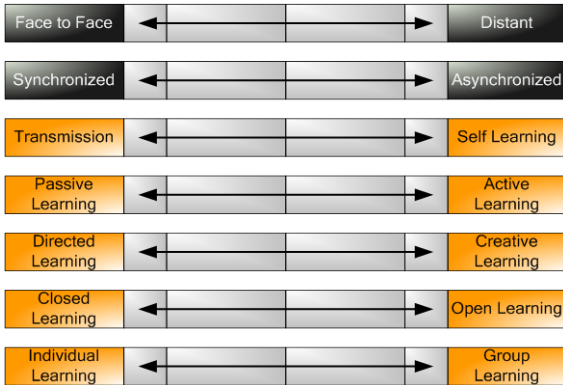 Face to Face
Distant
Synchronized
Asynchronized
Transmission
Self Learning
Passive
Learning
Active
Learning
Directed
Learning
Creative
Learning
Closed
Learning
Open Learning
Individual
Learning
Group
Learning